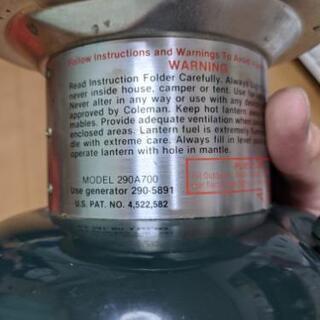 Follow Instructions and Warnings To Avoid
WARNING
Read Instruction Folder Carefully. Always
never inside house, camper or tent. Use
Never alter in any way or use with any
approved by Coleman. Keep hot lantern
mables. Provide adequate ventilation when
enclosed areas. Lantern fuel is extremely
dle with extreme care. Always fill in level
operate lantern with hole in mantle.
MODEL 290A700
Use generator 290-5891
U.S. PAT. NO. 4,522,582